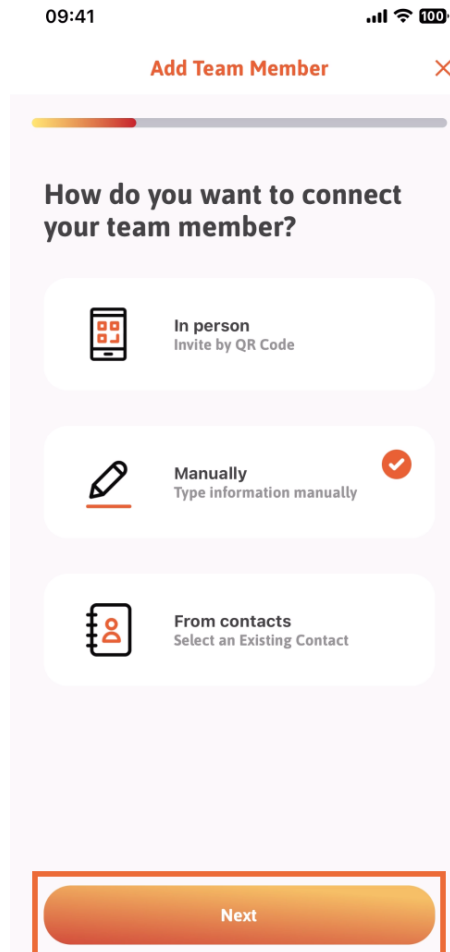 09:41
100
Add Team Member
How do you want to connect
your team member?
In person
Invite by QR Code
Manually
Type information manually
From contacts
Select an Existing Contact
Next